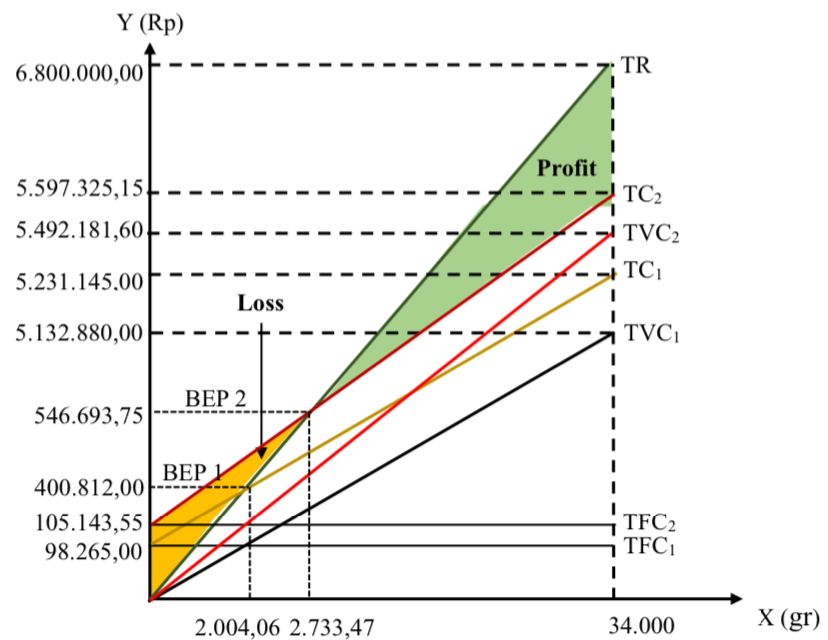 Y (Rp)
6.800.000,00
TR
Profit
5.597.325,15
TC₂
5.492.181,60
TVC₂
5.231.145,00
TC₁
Loss
5.132.880,00
TVC₁
BEP 2
546.693,75
BEP 1
400.812,00
105.143,55
TFC₂
98.265,00
TFC₁
2.004,06 2.733,47
34.000
X (gr)